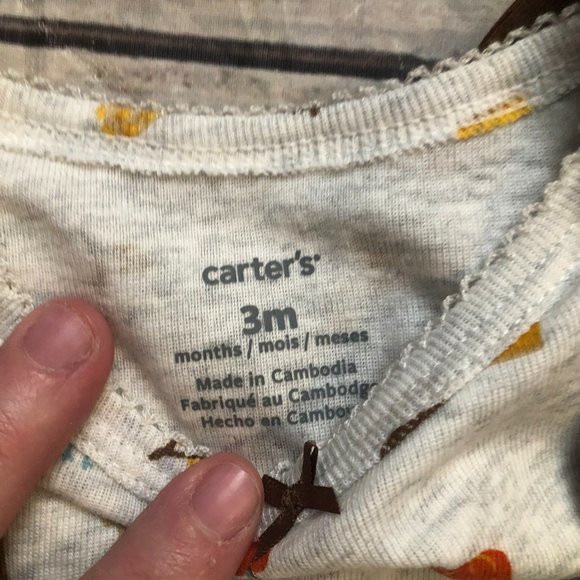 carter's
3m
months / mois / meses
Made in Cambodia
Fabriqué au Cambodge
Hecho en